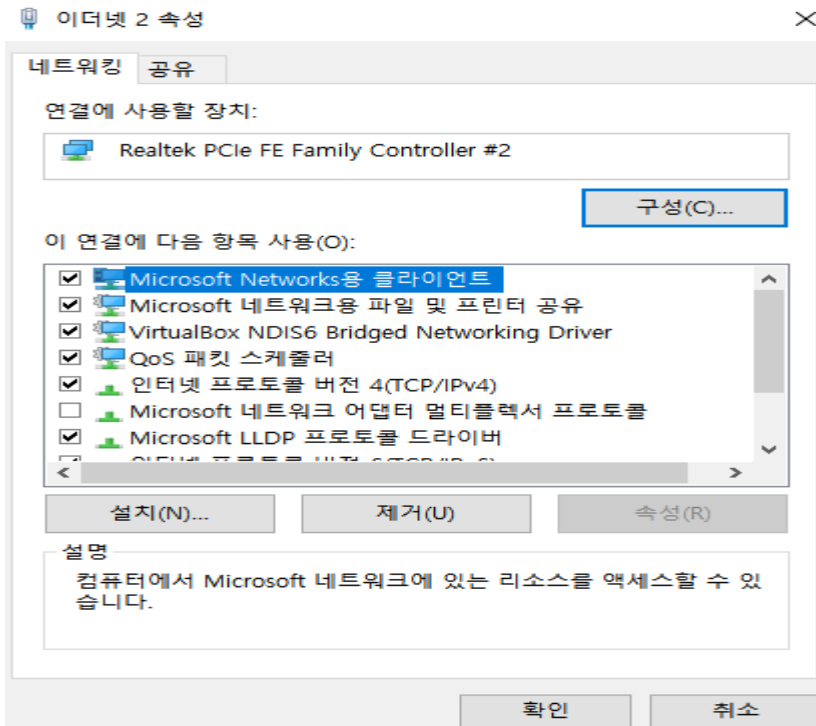 이더넷 2 속성
네트워킹 공유
연결에 사용할 장치:
Realtek PCIe FE Family Controller #2
구성(C)...
이 연결에 다음 항목 사용(O):
Microsoft Networks용 클라이언트
Microsoft 네트워크용 파일 및 프린터 공유
VirtualBox NDIS6 Bridged Networking Driver
QoS 패킷 스케줄러
인터넷 프로토콜 버전 4(TCP/IPv4)
Microsoft 네트워크 어댑터 멀티플렉서 프로토콜
Microsoft LLDP 프로토콜 드라이버
설치(N)... 제거(U) 속성(R)
설명
컴퓨터에서 Microsoft 네트워크에 있는 리소스를 액세스할 수 있
습니다.
확인 취소